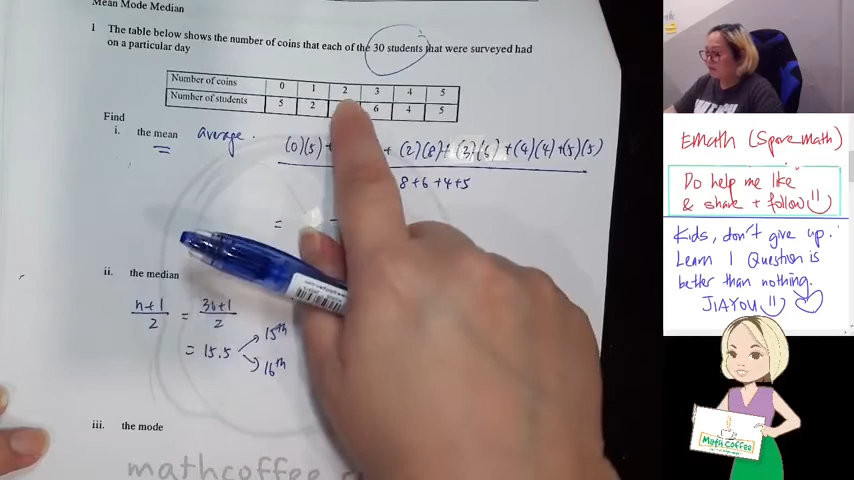 Mean Mode Median
1 The table below shows the number of coins that each of the 30 students that were surveyed had
on a particular day
Number of coins 0 1 2 3 4 5
Number of students 5 2 6 4 5
Find
i. the mean average.
(0)(5) + + (2)(8) + (3)(6) + (4)(4) + (5)(5)
8+6+4+5
=
ii. the median
n+1/2 = 30+1/2
= 15.5 15th
16th
iii. the mode
mathcoffee
Emath (Spore math)
Do help me like
& share + follow
Kids, don't give up.
Learn 1 Question is
better than nothing.
JIAYOU
Math Coffee